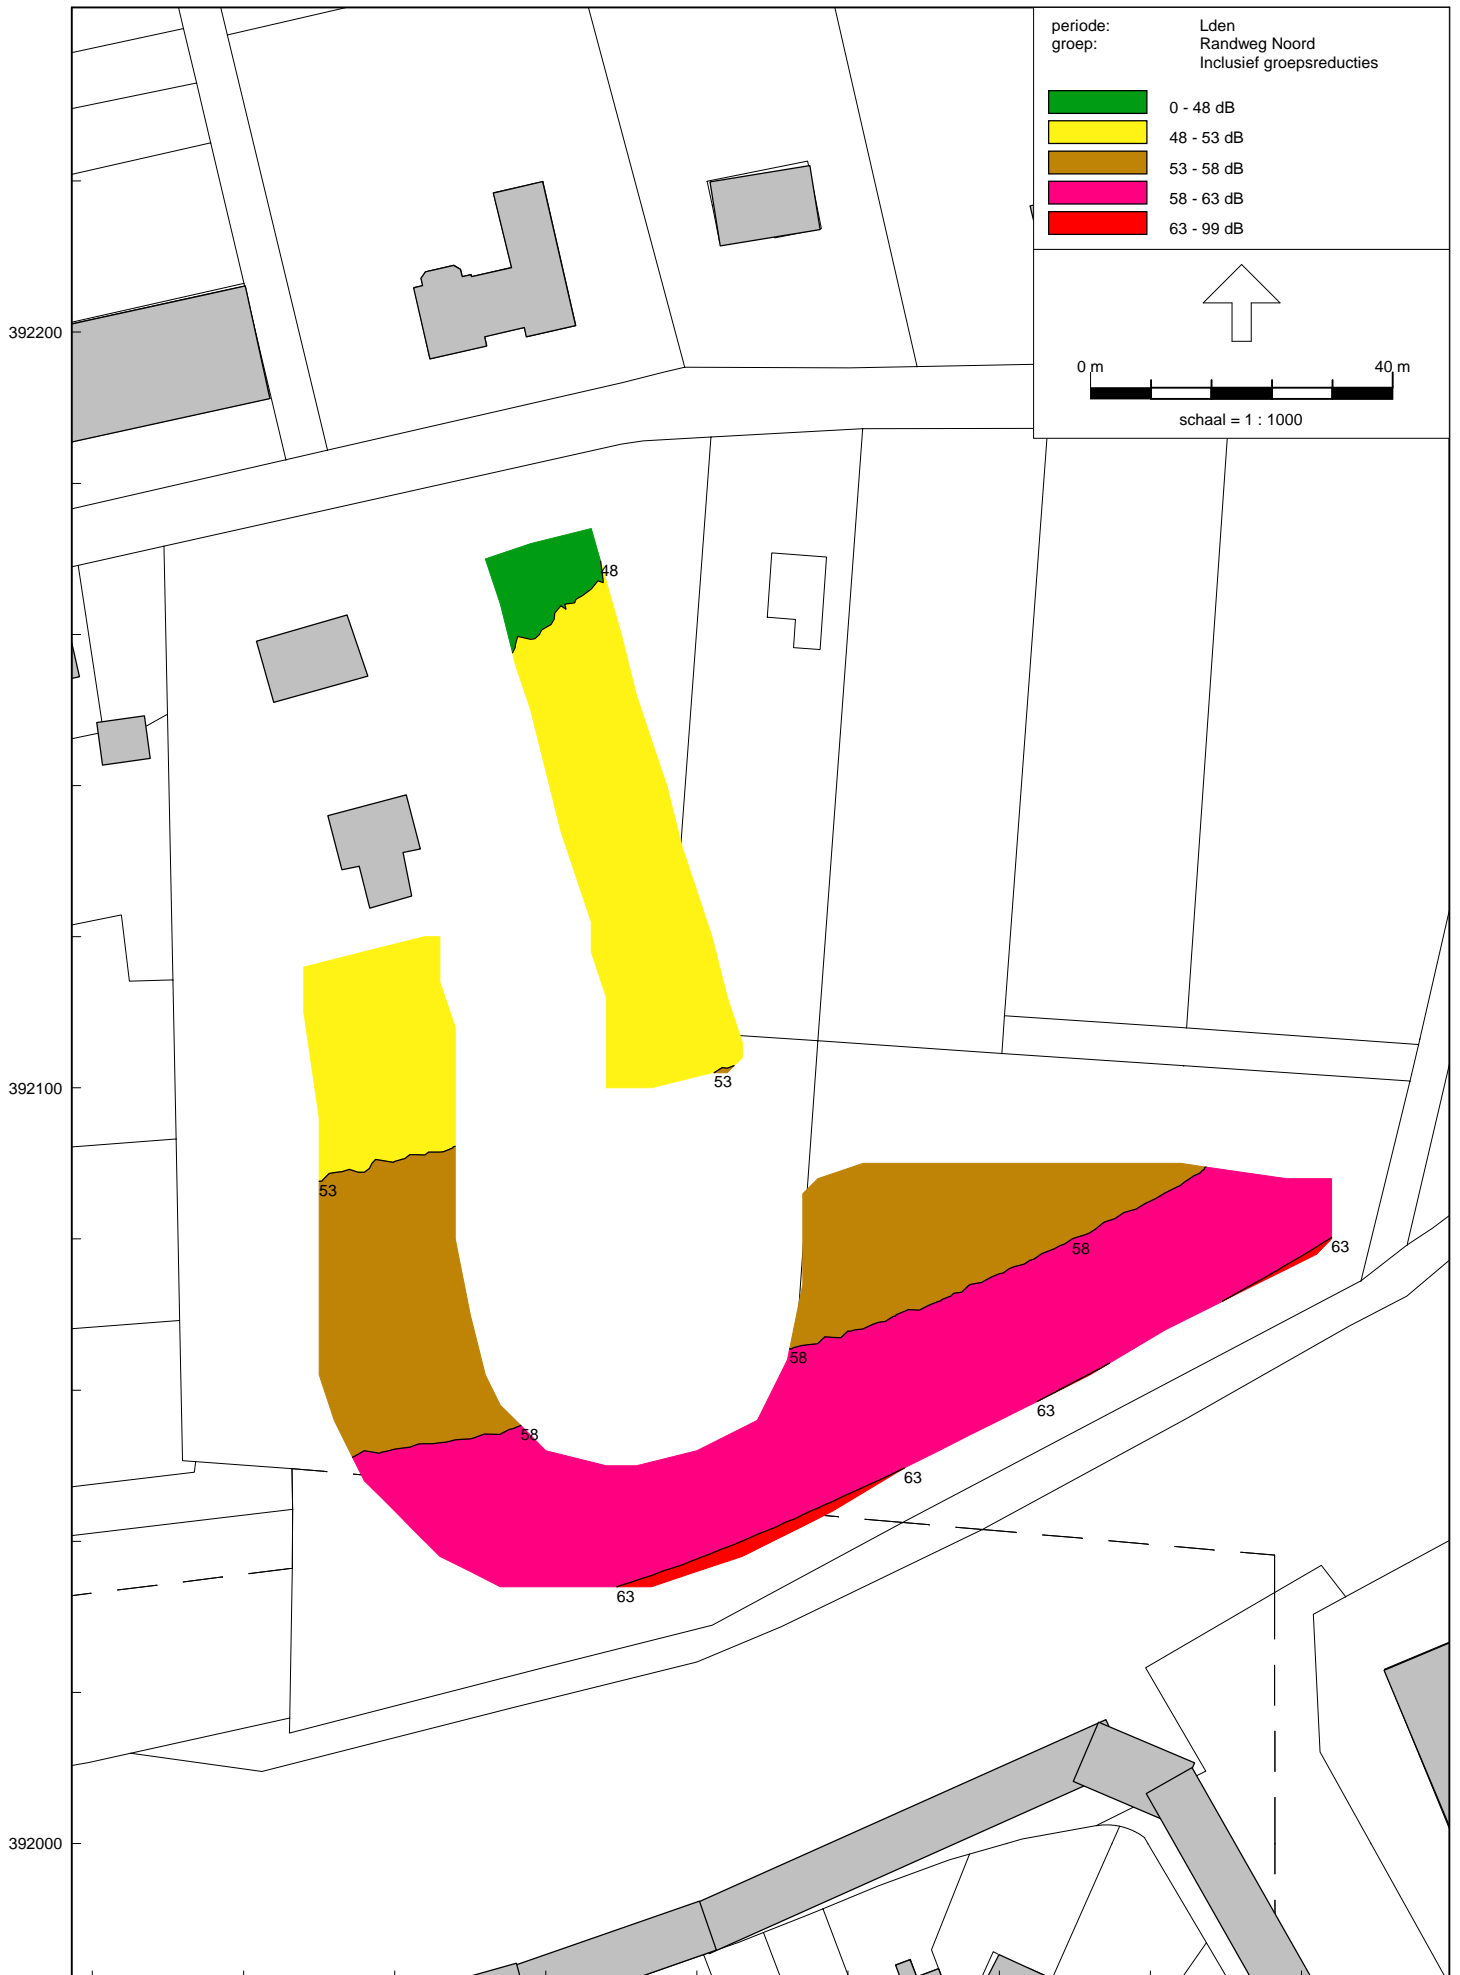 periode: Lden
groep: Randweg Noord
Inclusief groepsreducties
0 - 48 dB
48 - 53 dB
53 - 58 dB
58 - 63 dB
63 - 99 dB
392200
0 m 40 m
schaal = 1 : 1000
48
392100
53
53
63
58
58
63
58
63
63
392000